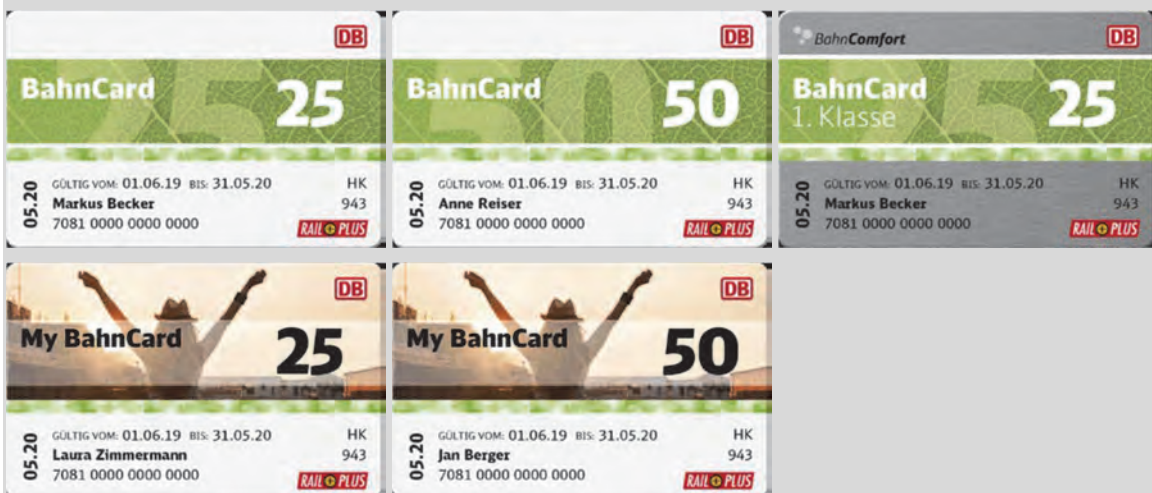 DB
BahnCard 25
05.20
GÜLTIG VOM: 01.06.19 BIS: 31.05.20 HK
Markus Becker 943
7081 0000 0000 0000
RAIL PLUS
DB
BahnCard 50
05.20
GÜLTIG VOM: 01.06.19 BIS: 31.05.20 HK
Anne Reiser 943
7081 0000 0000 0000
RAIL PLUS
BahnComfort DB
BahnCard 25
1. Klasse
05.20
GÜLTIG VOM: 01.06.19 BIS: 31.05.20 HK
Markus Becker 943
7081 0000 0000 0000
RAIL PLUS
DB
My BahnCard 25
05.20
GÜLTIG VOM: 01.06.19 BIS: 31.05.20 HK
Laura Zimmermann 943
7081 0000 0000 0000
RAIL PLUS
DB
My BahnCard 50
05.20
GÜLTIG VOM: 01.06.19 BIS: 31.05.20 HK
Jan Berger 943
7081 0000 0000 0000
RAIL PLUS